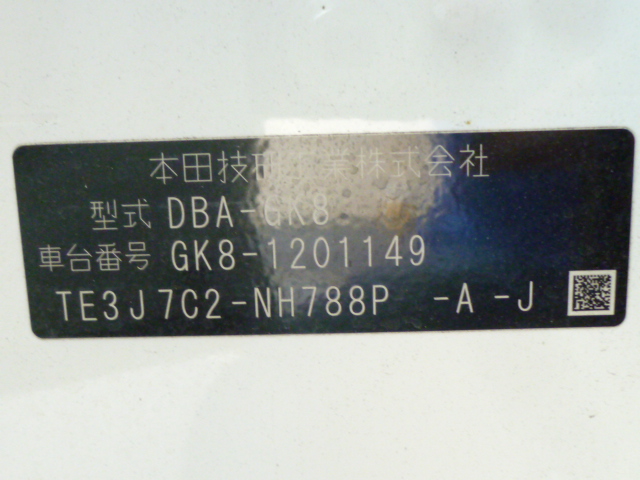 本田技研工業株式会社
型式 DBA-GK8
車台番号 GK8-1201149
TE3J7C2-NH788P -A -J